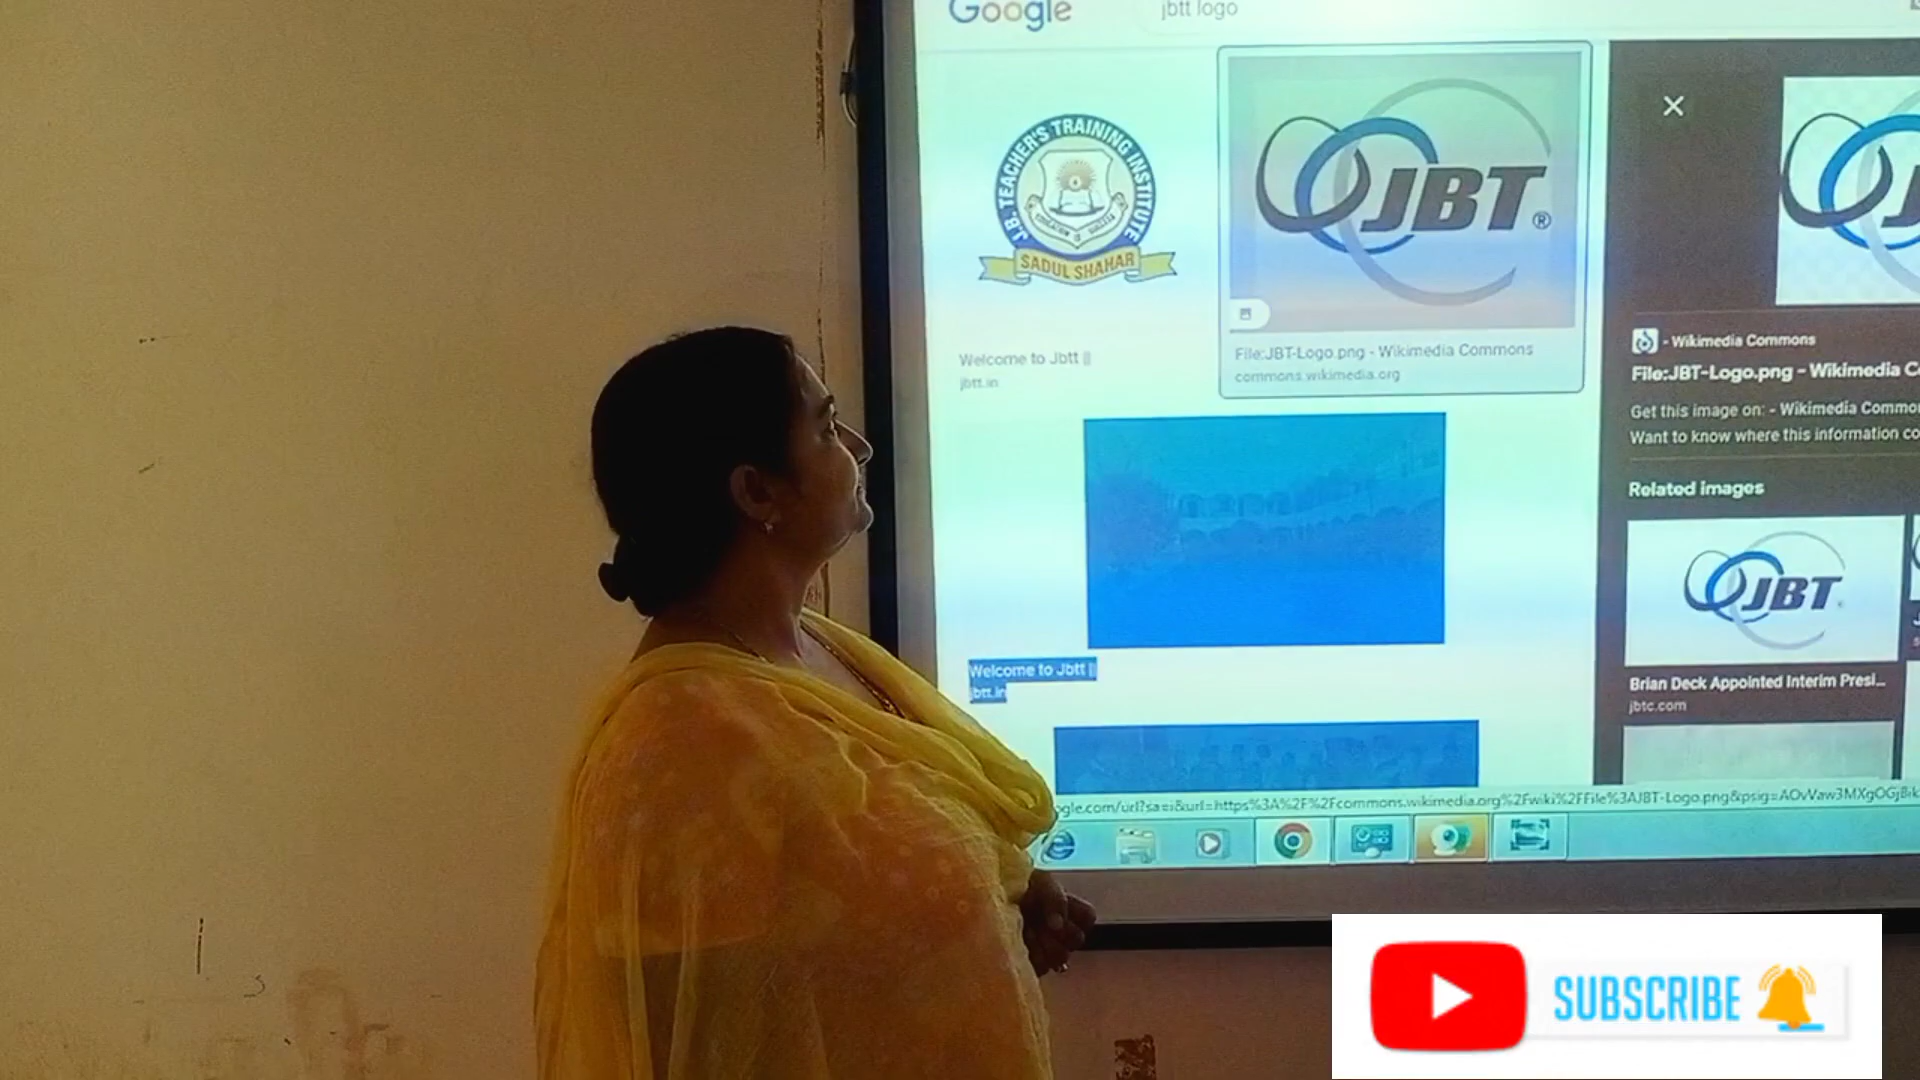 Google
jbtt logo
J.B. TEACHER'S TRAINING INSTITUTE
SADUL SHAHAR
Welcome to Jbtt ||
jbtt.in
JBT®
File:JBT-Logo.png - Wikimedia Commons
commons.wikimedia.org
- Wikimedia Commons
File:JBT-Logo.png - Wikimedia C
Get this image on: - Wikimedia Commo
Want to know where this information co
Related images
JBT
Brian Deck Appointed Interim Presi...
jbtc.com
Welcome to Jbtt ||
jbtt.in
SUBSCRIBE